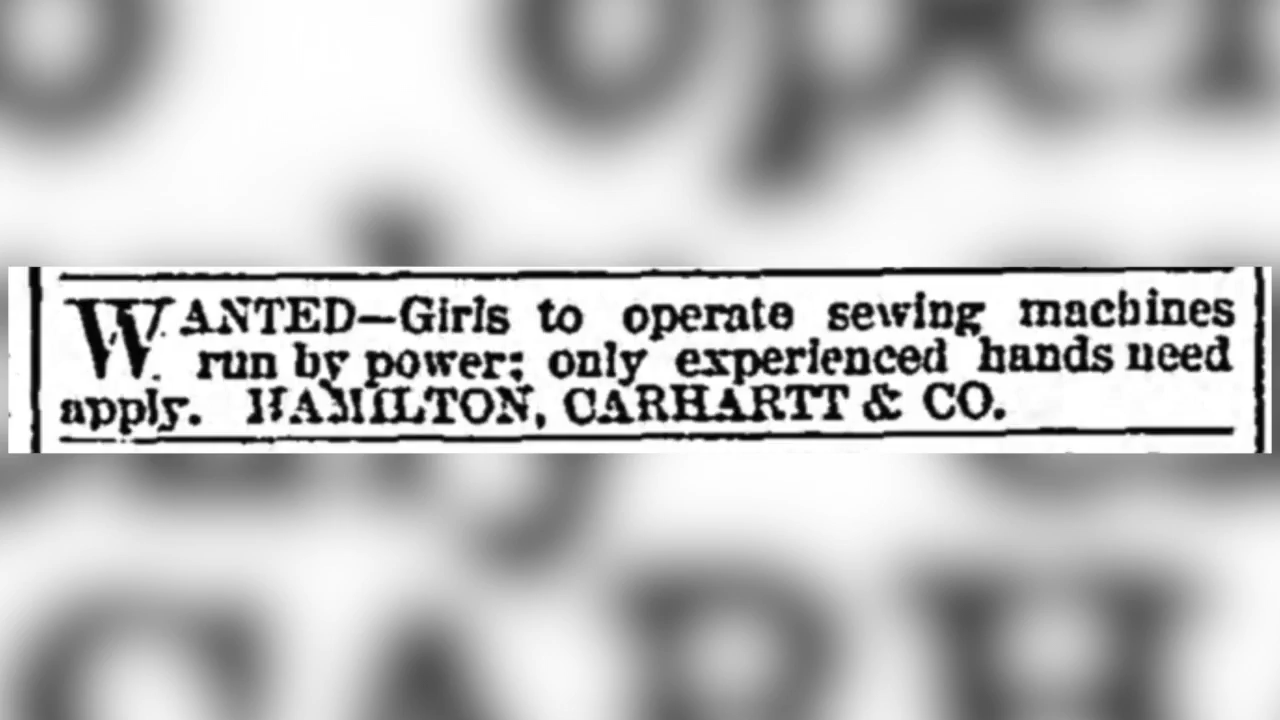 WANTED—Girls to operate sewing machines
run by power; only experienced hands need
apply. HAMILTON, CARHARTT & CO.